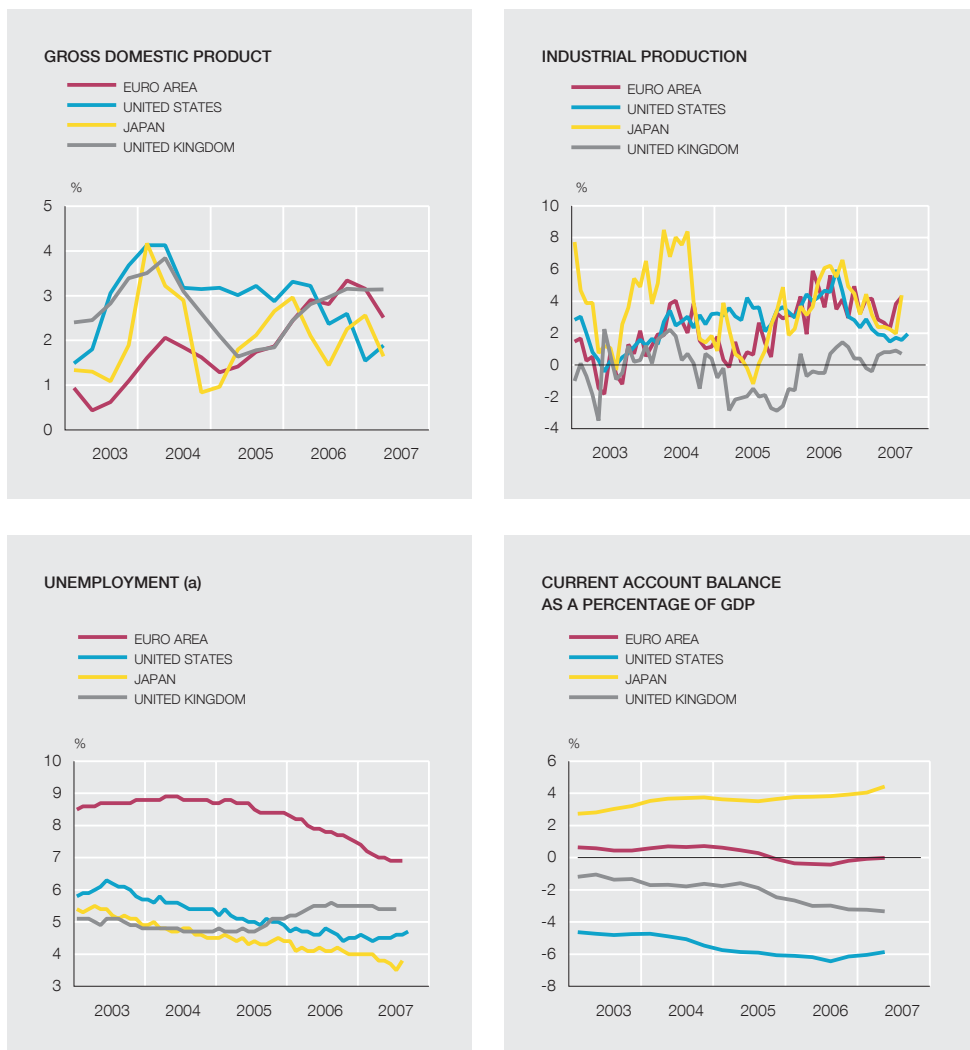 GROSS DOMESTIC PRODUCT
EURO AREA
UNITED STATES
JAPAN
UNITED KINGDOM
%
5
4
3
2
1
0
2003 2004 2005 2006 2007
INDUSTRIAL PRODUCTION
EURO AREA
UNITED STATES
JAPAN
UNITED KINGDOM
%
10
8
6
4
2
0
-2
-4
2003 2004 2005 2006 2007
UNEMPLOYMENT (a)
EURO AREA
UNITED STATES
JAPAN
UNITED KINGDOM
%
10
9
8
7
6
5
4
3
2003 2004 2005 2006 2007
CURRENT ACCOUNT BALANCE
AS A PERCENTAGE OF GDP
EURO AREA
UNITED STATES
JAPAN
UNITED KINGDOM
%
6
4
2
0
-2
-4
-6
-8
2003 2004 2005 2006 2007